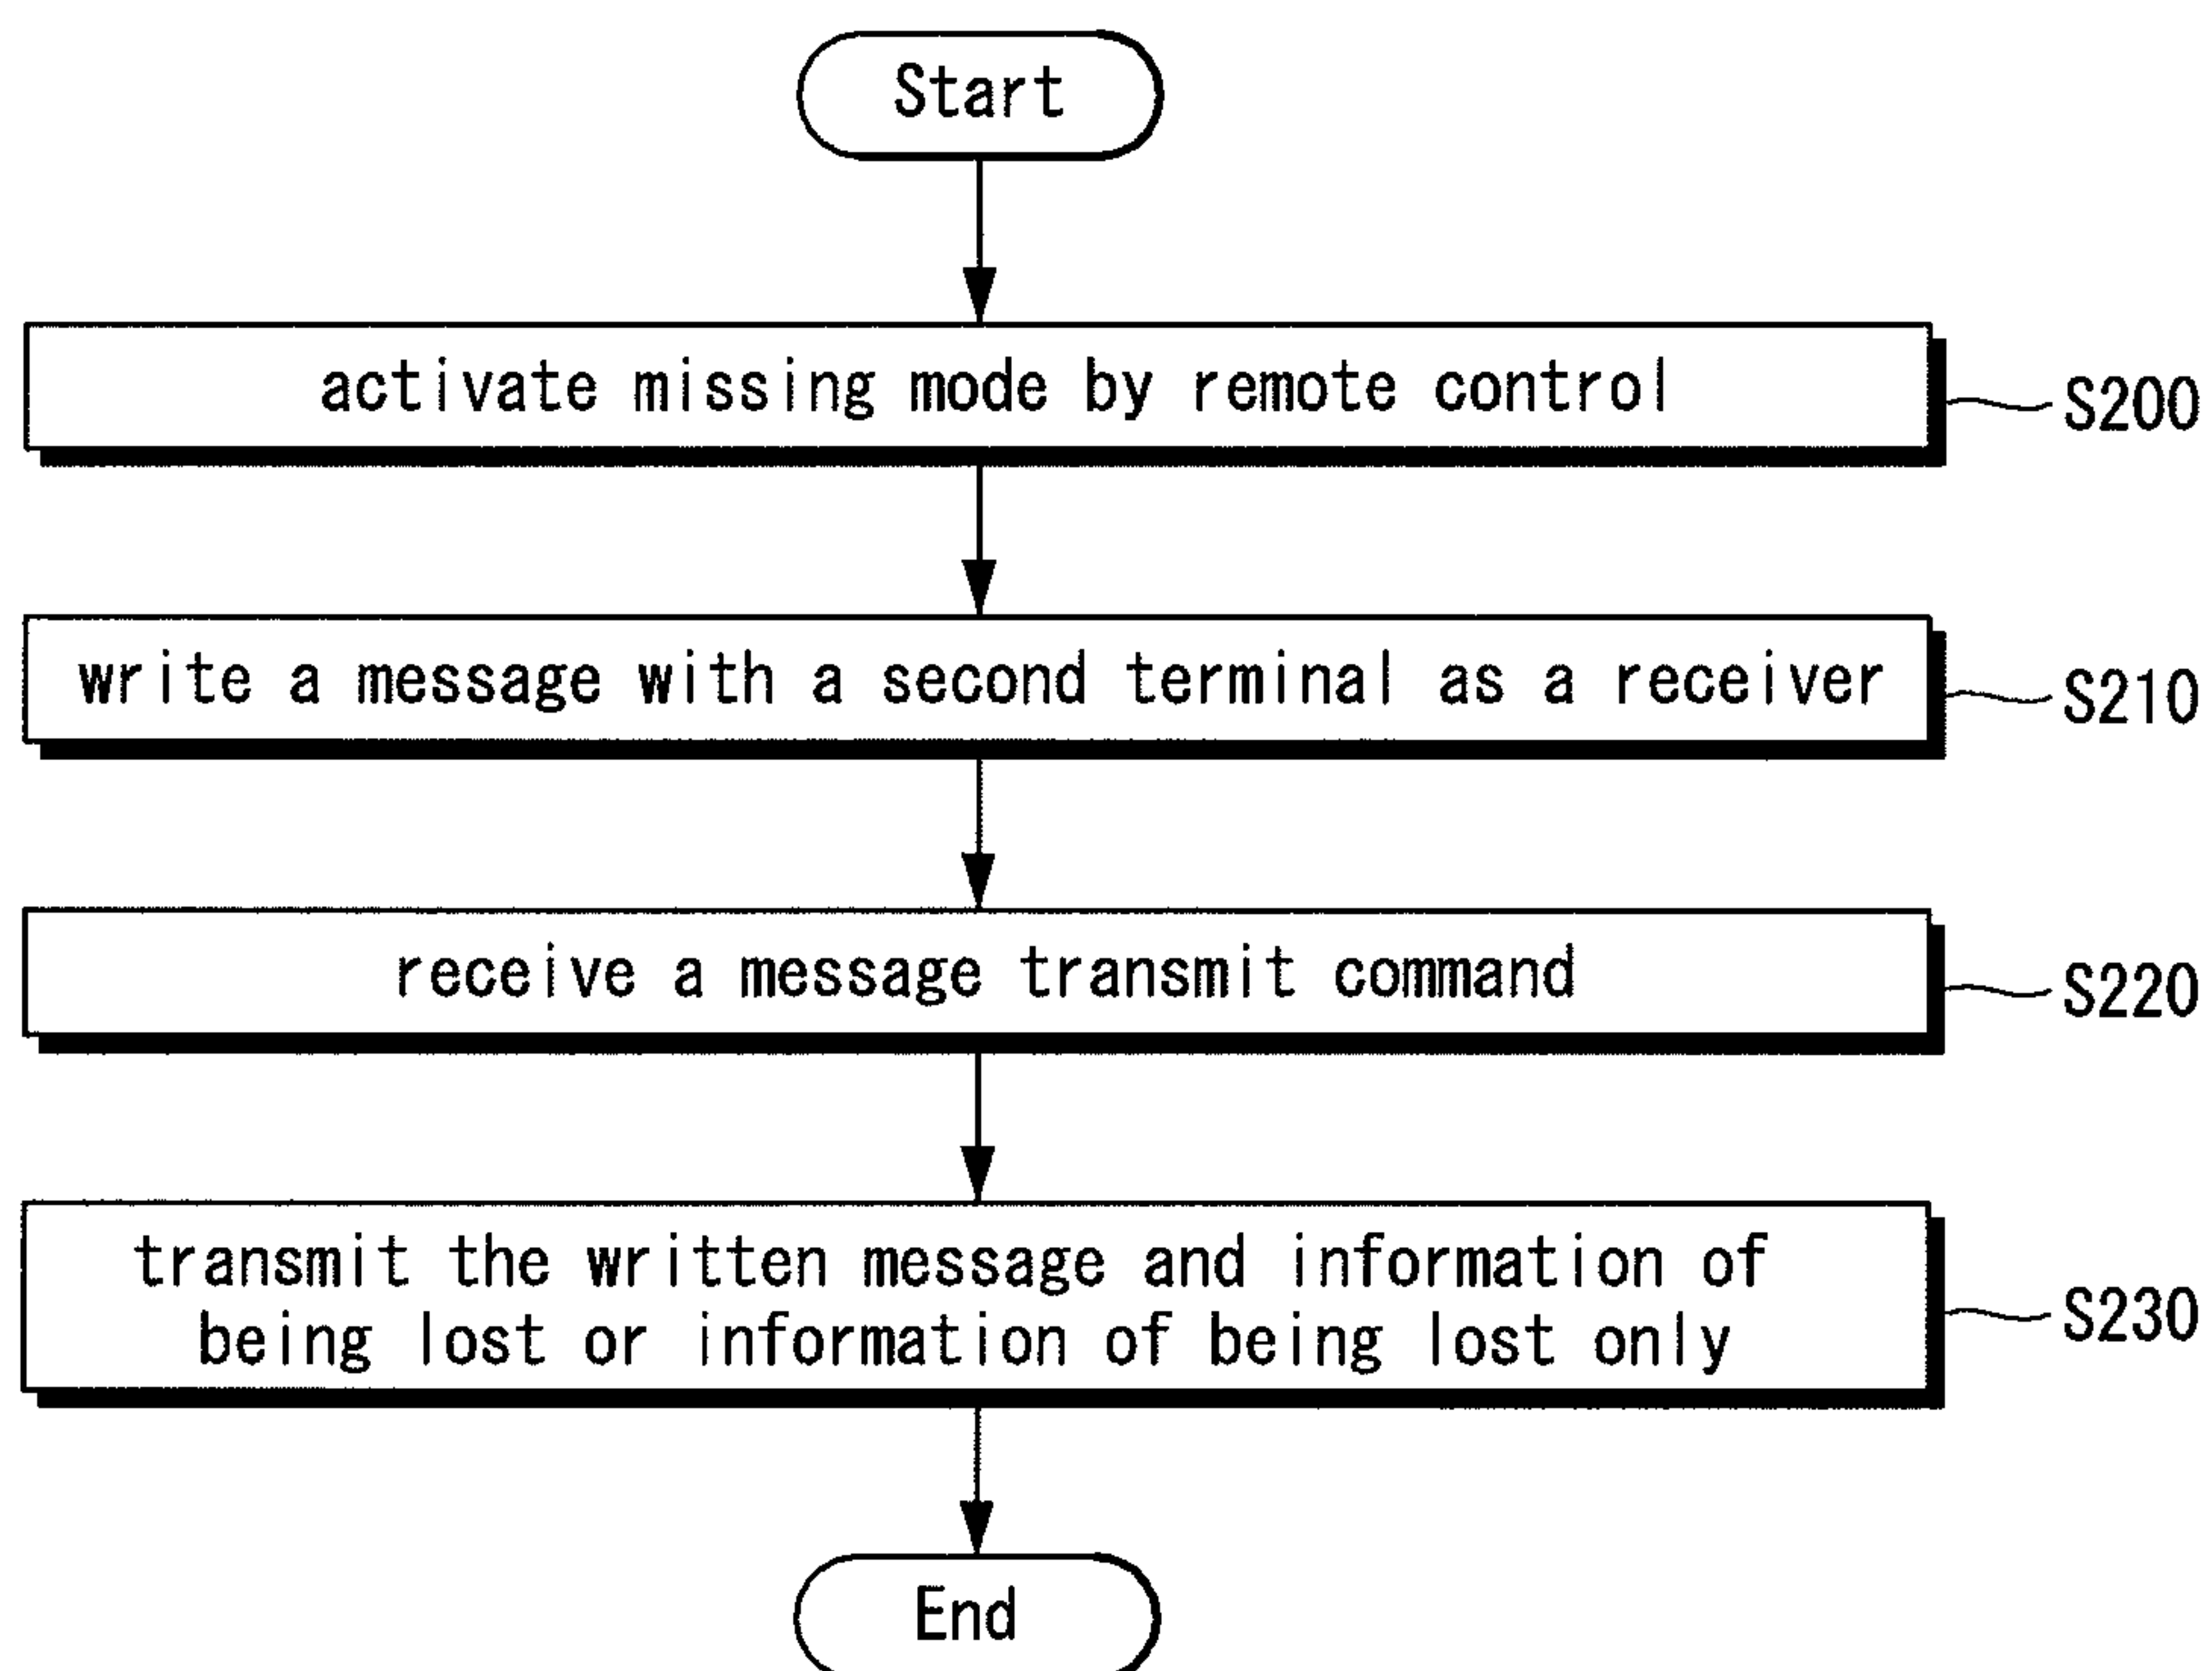 Start
activate missing mode by remote control
S200
write a message with a second terminal as a receiver
S210
receive a message transmit command
S220
transmit the written message and information of
being lost or information of being lost only
S230
End